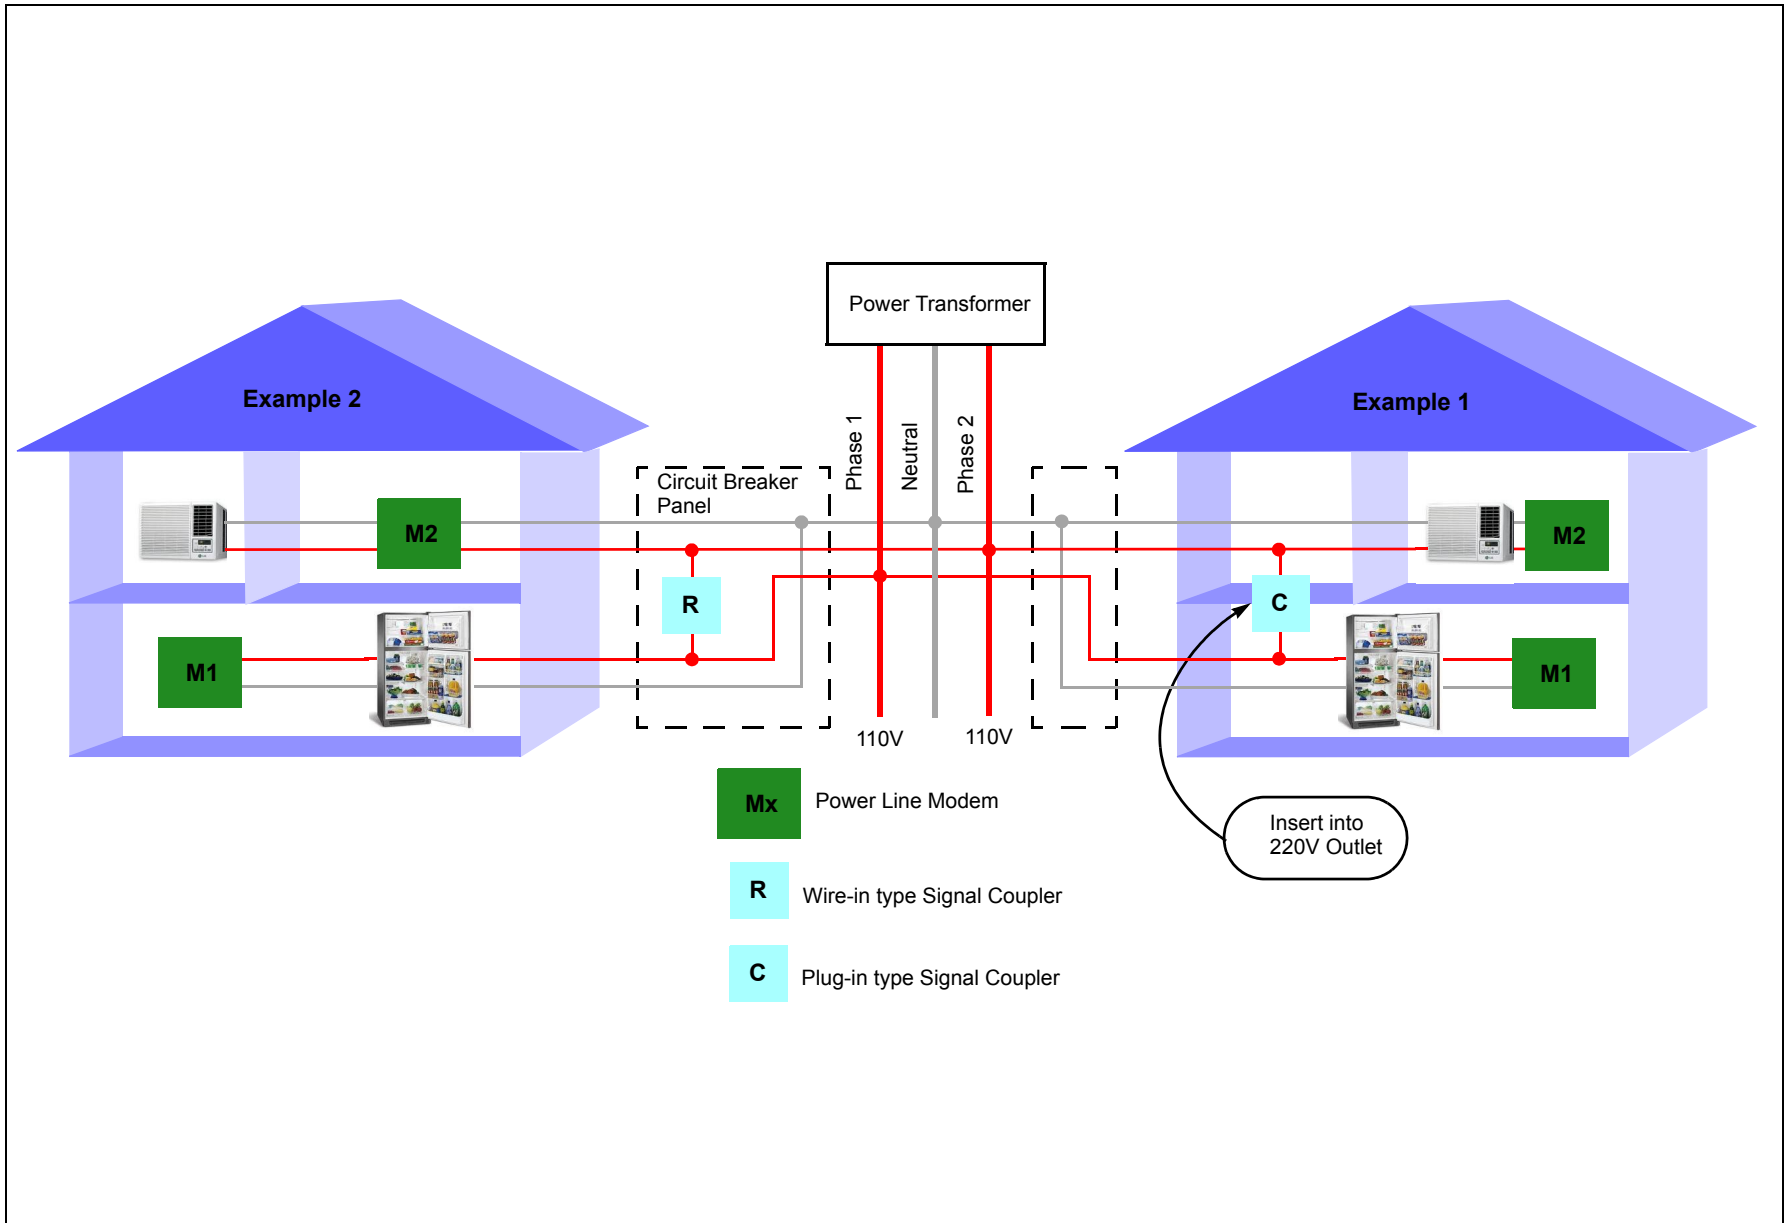 Power Transformer
Example 2
Example 1
Phase 1
Neutral
Phase 2
Circuit Breaker
Panel
M2
M2
R
C
M1
M1
110V
110V
Mx
Power Line Modem
Insert into
220V Outlet
R
Wire-in type Signal Coupler
C
Plug-in type Signal Coupler